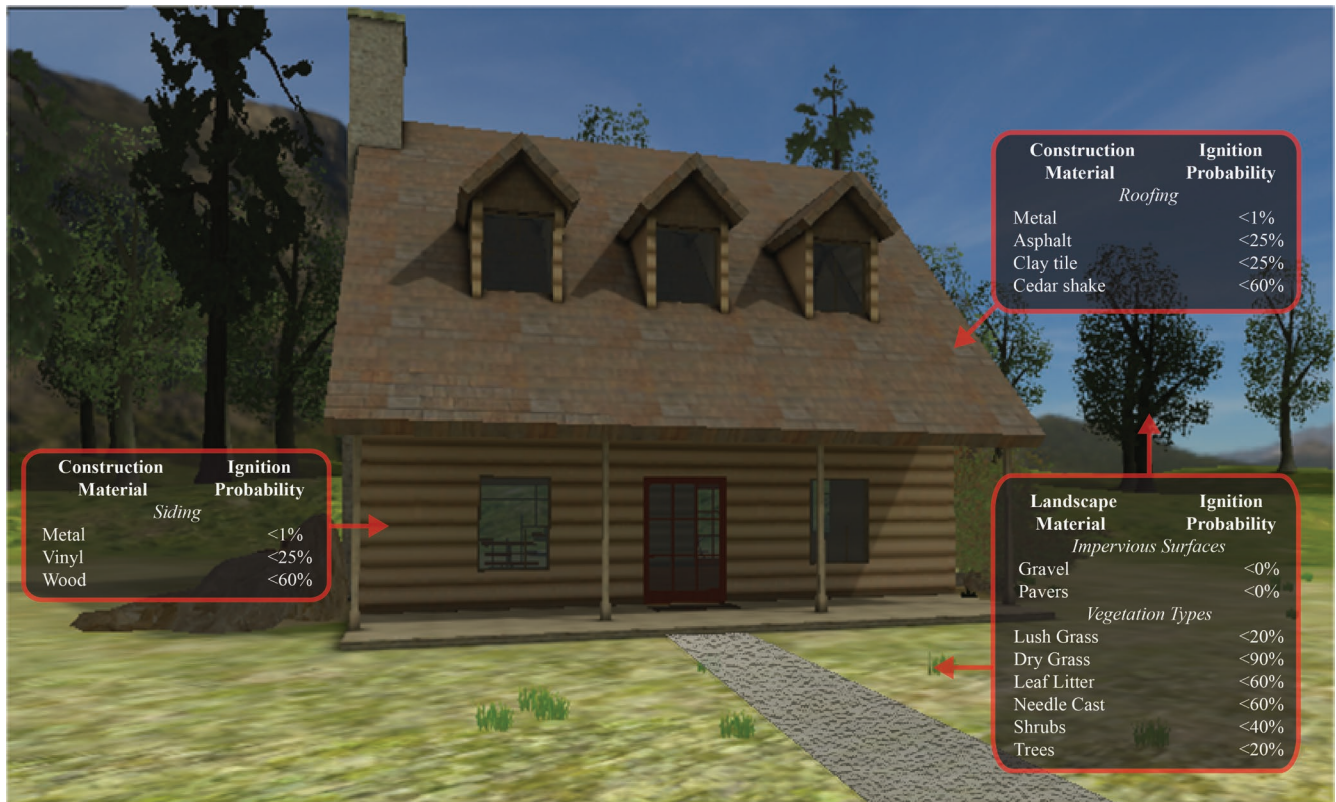 Construction Material Ignition Probability
Roofing
Metal <1%
Asphalt <25%
Clay tile <25%
Cedar shake <60%
Construction Material Ignition Probability
Siding
Metal <1%
Vinyl <25%
Wood <60%
Landscape Material Ignition Probability
Impervious Surfaces
Gravel <0%
Pavers <0%
Vegetation Types
Lush Grass <20%
Dry Grass <90%
Leaf Litter <60%
Needle Cast <60%
Shrubs <40%
Trees <20%